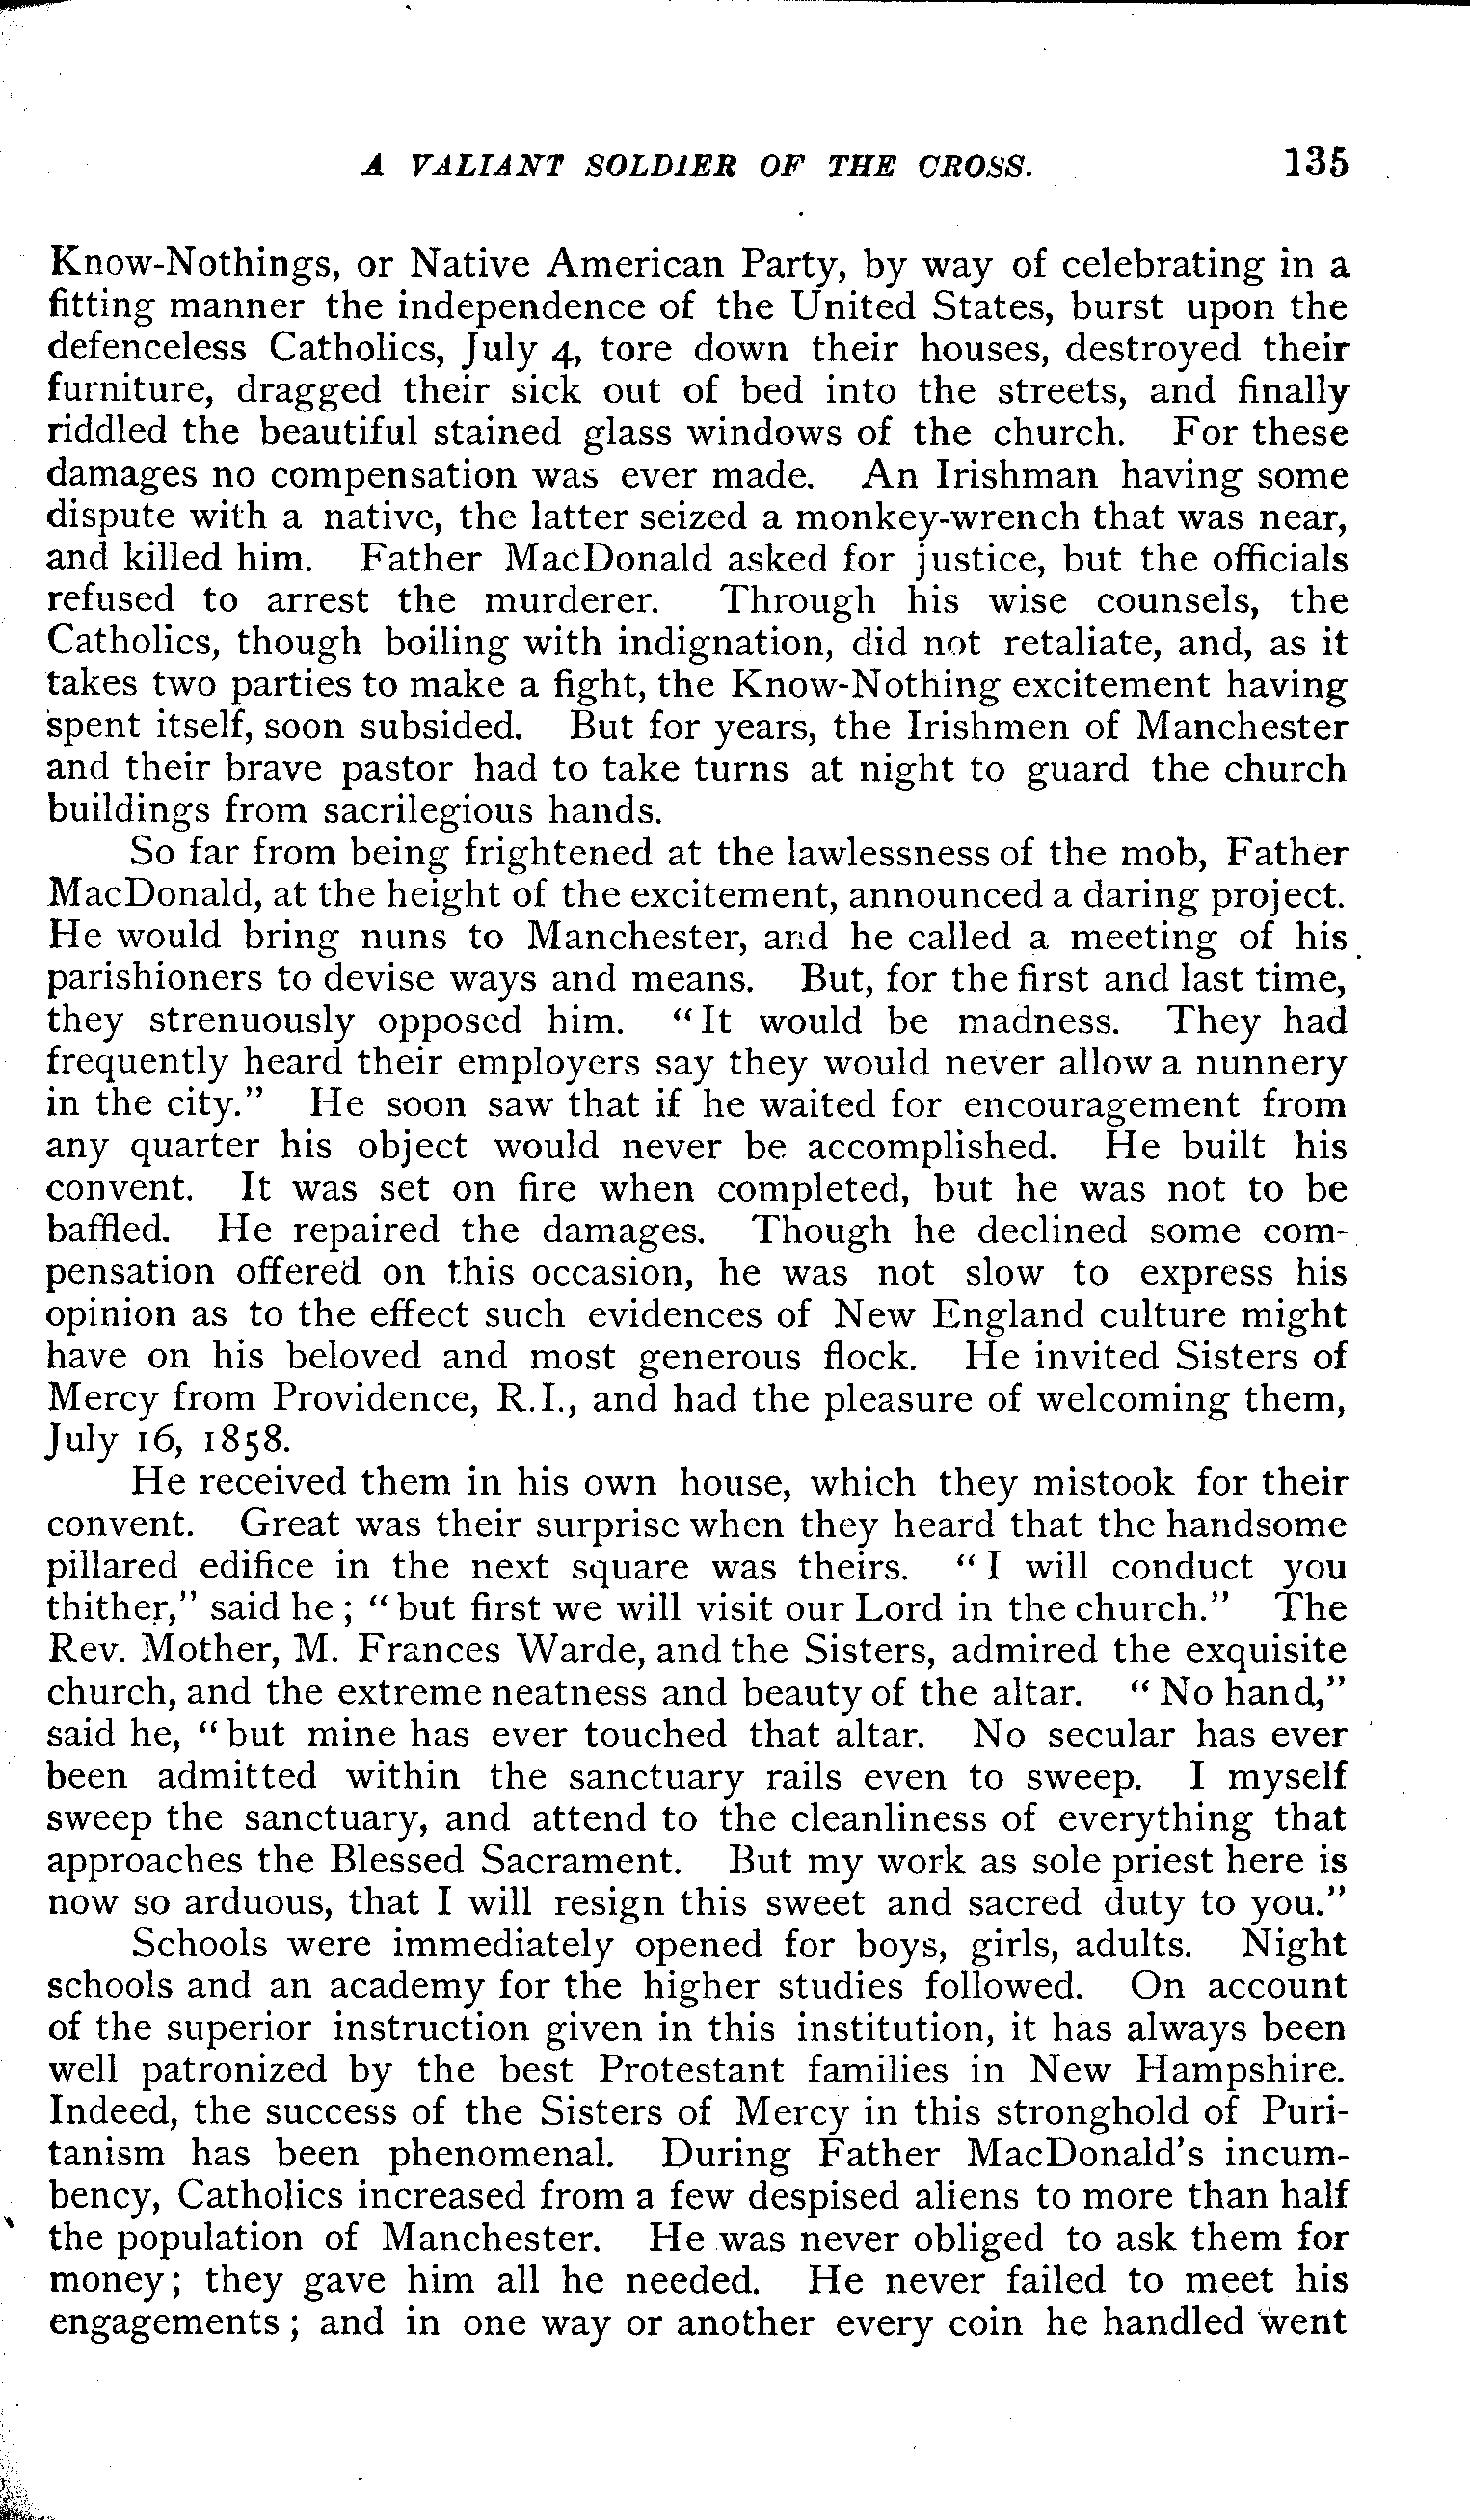 A VALIANT SOLDIER OF THE CROSS. 135
Know-Nothings, or Native American Party, by way of celebrating in a
fitting manner the independence of the United States, burst upon the
defenceless Catholics, July 4, tore down their houses, destroyed their
furniture, dragged their sick out of bed into the streets, and finally
riddled the beautiful stained glass windows of the church. For these
damages no compensation was ever made. An Irishman having some
dispute with a native, the latter seized a monkey-wrench that was near,
and killed him. Father MacDonald asked for justice, but the officials
refused to arrest the murderer. Through his wise counsels, the
Catholics, though boiling with indignation, did not retaliate, and, as it
takes two parties to make a fight, the Know-Nothing excitement having
spent itself, soon subsided. But for years, the Irishmen of Manchester
and their brave pastor had to take turns at night to guard the church
buildings from sacrilegious hands.
So far from being frightened at the lawlessness of the mob, Father
MacDonald, at the height of the excitement, announced a daring project.
He would bring nuns to Manchester, and he called a meeting of his
parishioners to devise ways and means. But, for the first and last time,
they strenuously opposed him. "It would be madness. They had
frequently heard their employers say they would never allow a nunnery
in the city." He soon saw that if he waited for encouragement from
any quarter his object would never be accomplished. He built his
convent. It was set on fire when completed, but he was not to be
baffled. He repaired the damages. Though he declined some com-
pensation offered on this occasion, he was not slow to express his
opinion as to the effect such evidences of New England culture might
have on his beloved and most generous flock. He invited Sisters of
Mercy from Providence, R.I., and had the pleasure of welcoming them,
July 16, 1858.
He received them in his own house, which they mistook for their
convent. Great was their surprise when they heard that the handsome
pillared edifice in the next square was theirs. "I will conduct you
thither," said he; "but first we will visit our Lord in the church." The
Rev. Mother, M. Frances Warde, and the Sisters, admired the exquisite
church, and the extreme neatness and beauty of the altar. "No hand,"
said he, "but mine has ever touched that altar. No secular has ever
been admitted within the sanctuary rails even to sweep. I myself
sweep the sanctuary, and attend to the cleanliness of everything that
approaches the Blessed Sacrament. But my work as sole priest here is
now so arduous, that I will resign this sweet and sacred duty to you."
Schools were immediately opened for boys, girls, adults. Night
schools and an academy for the higher studies followed. On account
of the superior instruction given in this institution, it has always been
well patronized by the best Protestant families in New Hampshire.
Indeed, the success of the Sisters of Mercy in this stronghold of Puri-
tanism has been phenomenal. During Father MacDonald's incum-
bency, Catholics increased from a few despised aliens to more than half
the population of Manchester. He was never obliged to ask them for
money; they gave him all he needed. He never failed to meet his
engagements; and in one way or another every coin he handled went